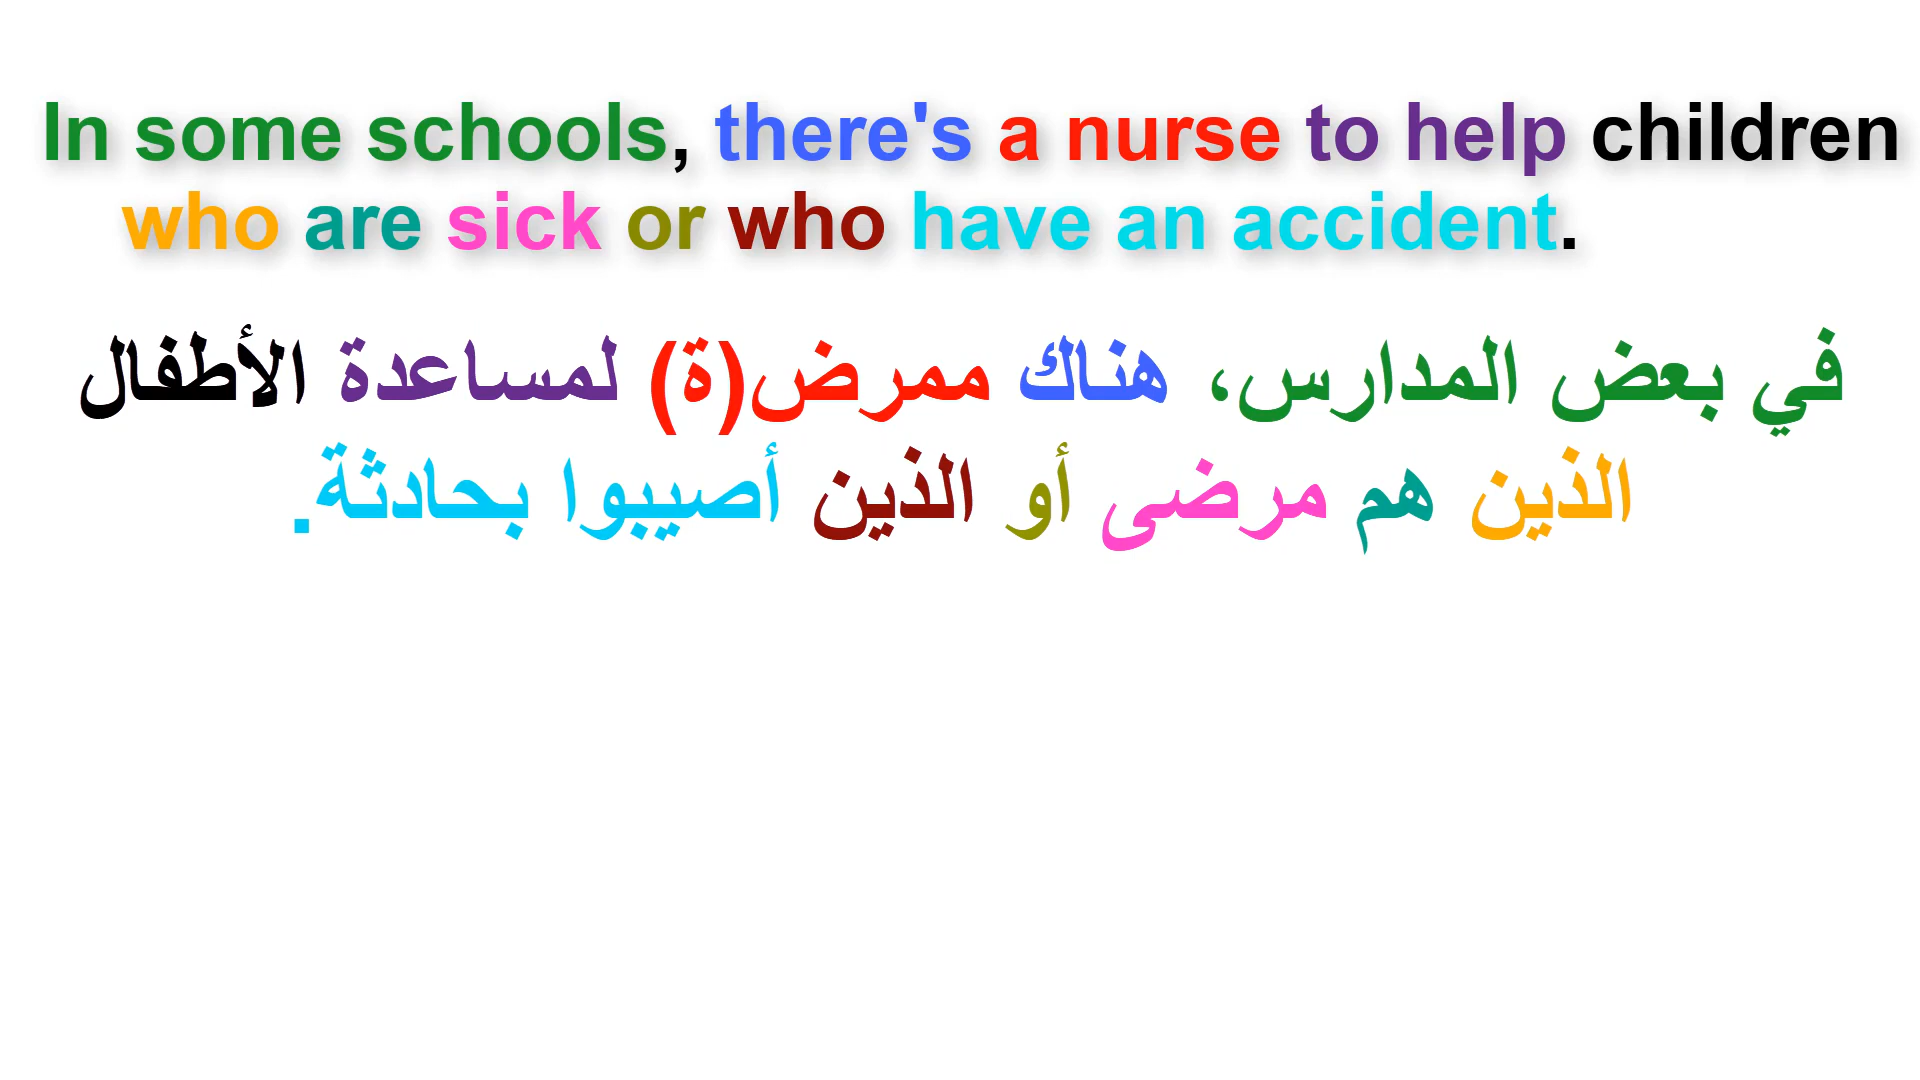 In some schools, there's a nurse to help children
who are sick or who have an accident.
في بعض المدارس، هناك ممرض(ة) لمساعدة الأطفال
الذين هم مرضى أو الذين أصيبوا بحادثة.